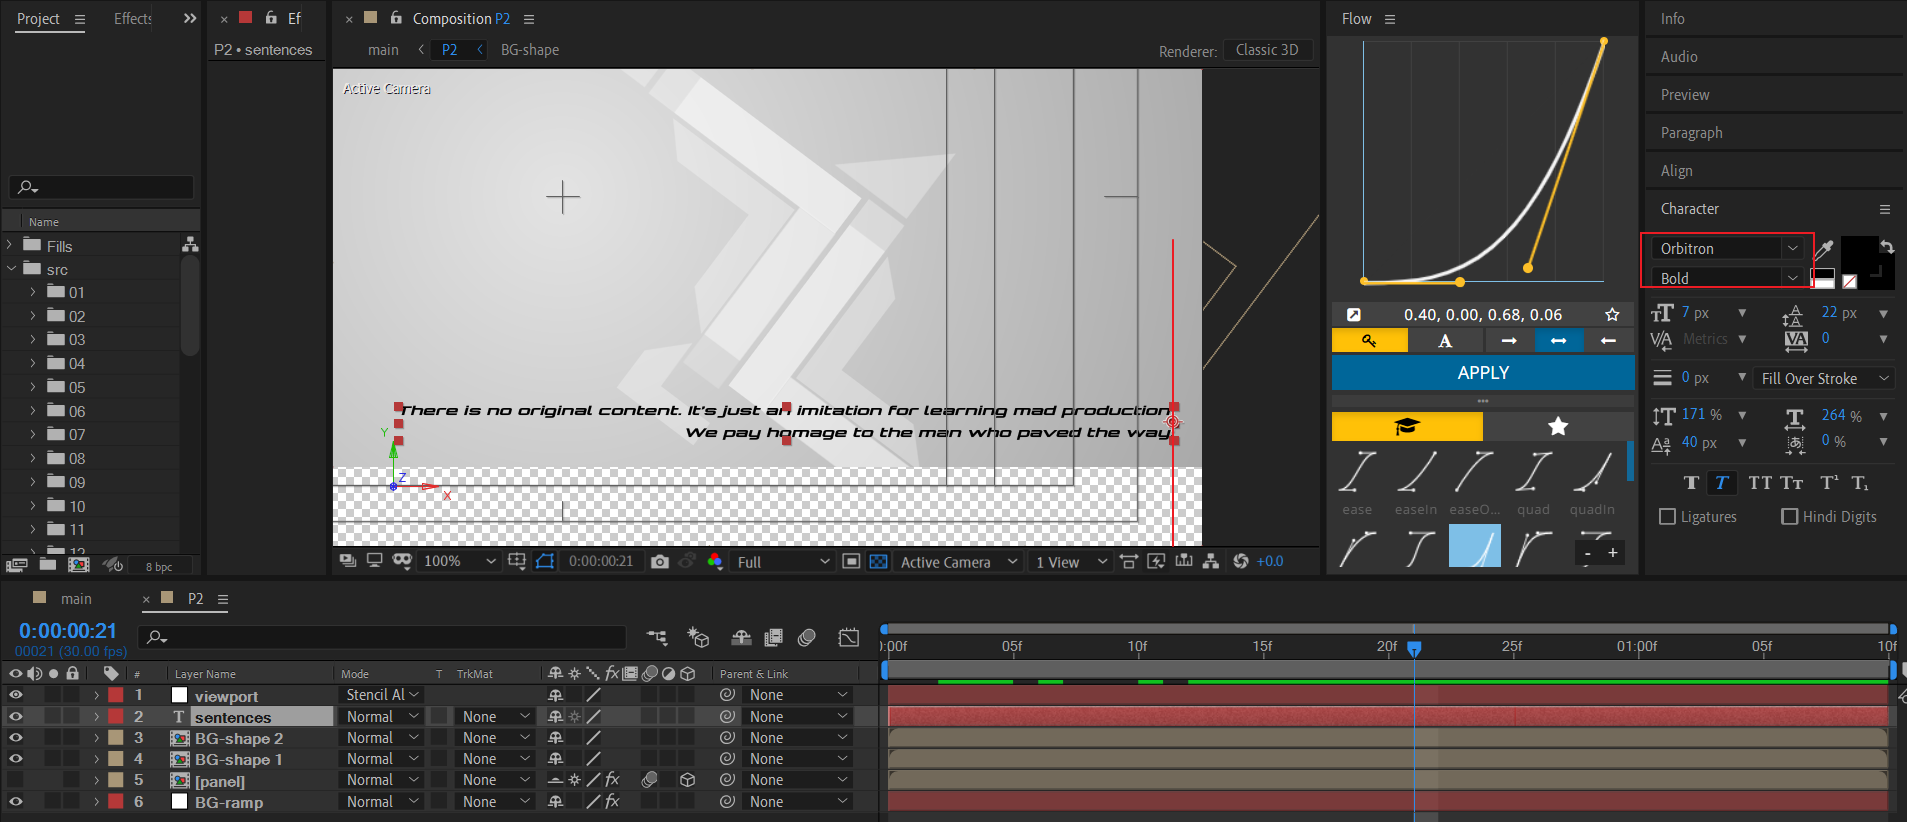 Project
Effects
Ef
Composition P2
Flow
Info
P2 • sentences
main
P2
BG-shape
Renderer:
Classic 3D
Audio
Active Camera
Preview
Paragraph
Align
Character
Name
Fills
src
01
02
03
04
05
06
07
08
09
10
11
12
8 bpc
Orbitron
Bold
7 px
22 px
Metrics
0
0 px
Fill Over Stroke
171 %
264 %
40 px
0 %
Ligatures
Hindi Digits
0.40, 0.00, 0.68, 0.06
A
APPLY
ease
easeIn
easeO...
quad
quadIn
- +
There is no original content. It's just an imitation for learning mad production
We pay homage to the man who paved the way
Y
Z
X
100%
0:00:00:21
Full
Active Camera
1 View
+0.0
main
P2
0:00:00:21
00021 (30.00 fps)
:00f
05f
10f
15f
20f
25f
01:00f
05f
10f
#
Layer Name
Mode
T
TrkMat
fx
Parent & Link
1 viewport Stencil Al None
2 T sentences Normal None None
3 BG-shape 2 Normal None None
4 BG-shape 1 Normal None None
5 [panel] Normal None fx None
6 BG-ramp Normal None fx None